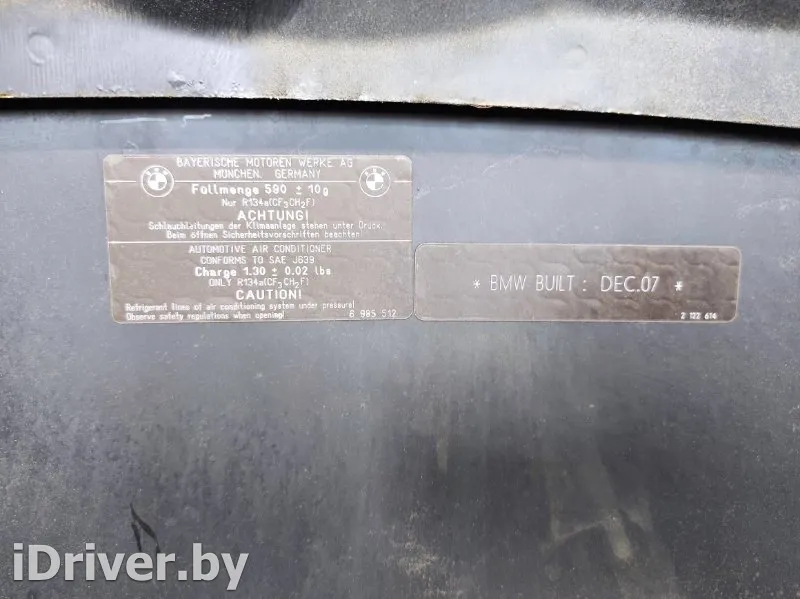 BAYERISCHE MOTOREN WERKE AG
MÜNCHEN, GERMANY
Füllmenge 590 ± 10g
Nur R134a(CF3CH2F)
ACHTUNG!
Schlauchleitungen der Klimaanlage stehen unter Druck.
Beim öffnen Sicherheitsvorschriften beachten
AUTOMOTIVE AIR CONDITIONER
CONFORMS TO SAE J639
Charge 1.30 ± 0.02 lbs
ONLY R134a(CF3CH2F)
CAUTION!
Refrigerant lines of air conditioning system under pressure!
Observe safety regulations when opening!
6 985 512
* BMW BUILT : DEC.07 *
2 122 614
iDriver.by